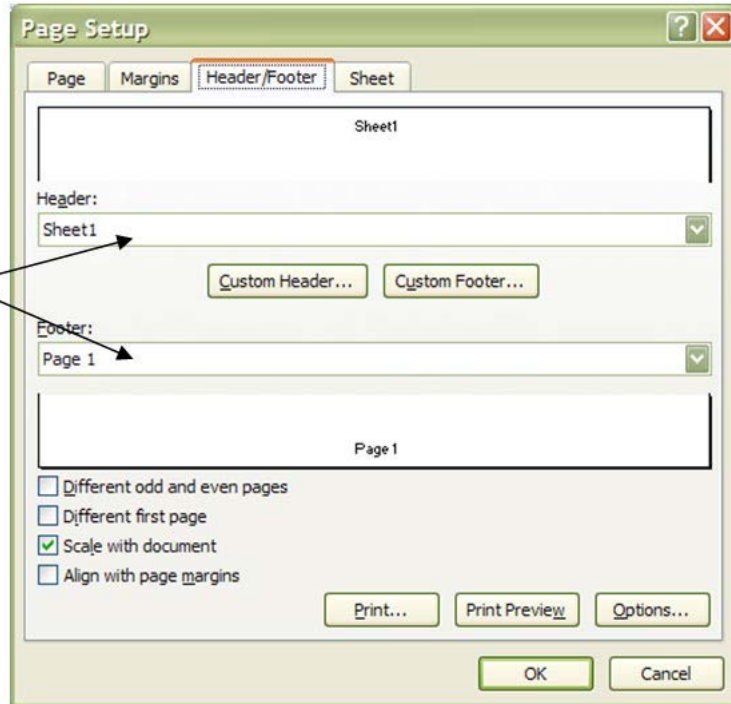 Page Setup
Page Margins Header/Footer Sheet
Sheet1
Header:
Sheet1
Custom Header... Custom Footer...
Footer:
Page 1
Page 1
Different odd and even pages
Different first page
Scale with document
Align with page margins
Print... Print Preview Options...
OK Cancel